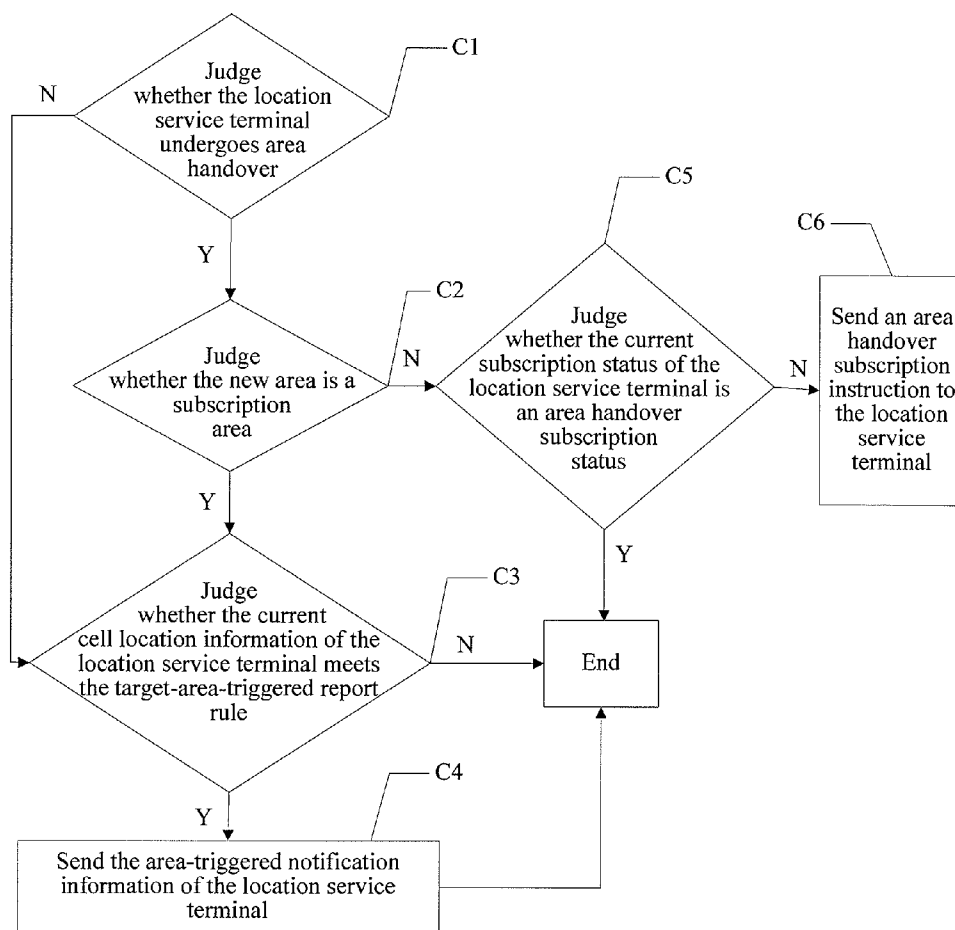 C1
Judge
whether the location
service terminal
undergoes area
handover
N
Y
C2
Judge
whether the new area is a
subscription
area
N
Y
C5
Judge
whether the current
subscription status of the
location service terminal is
an area handover
subscription
status
N
Y
C6
Send an area
handover
subscription
instruction to
the location
service
terminal
C3
Judge
whether the current
cell location information of the
location service terminal meets
the target-area-triggered report
rule
N
End
Y
C4
Send the area-triggered notification
information of the location service
terminal